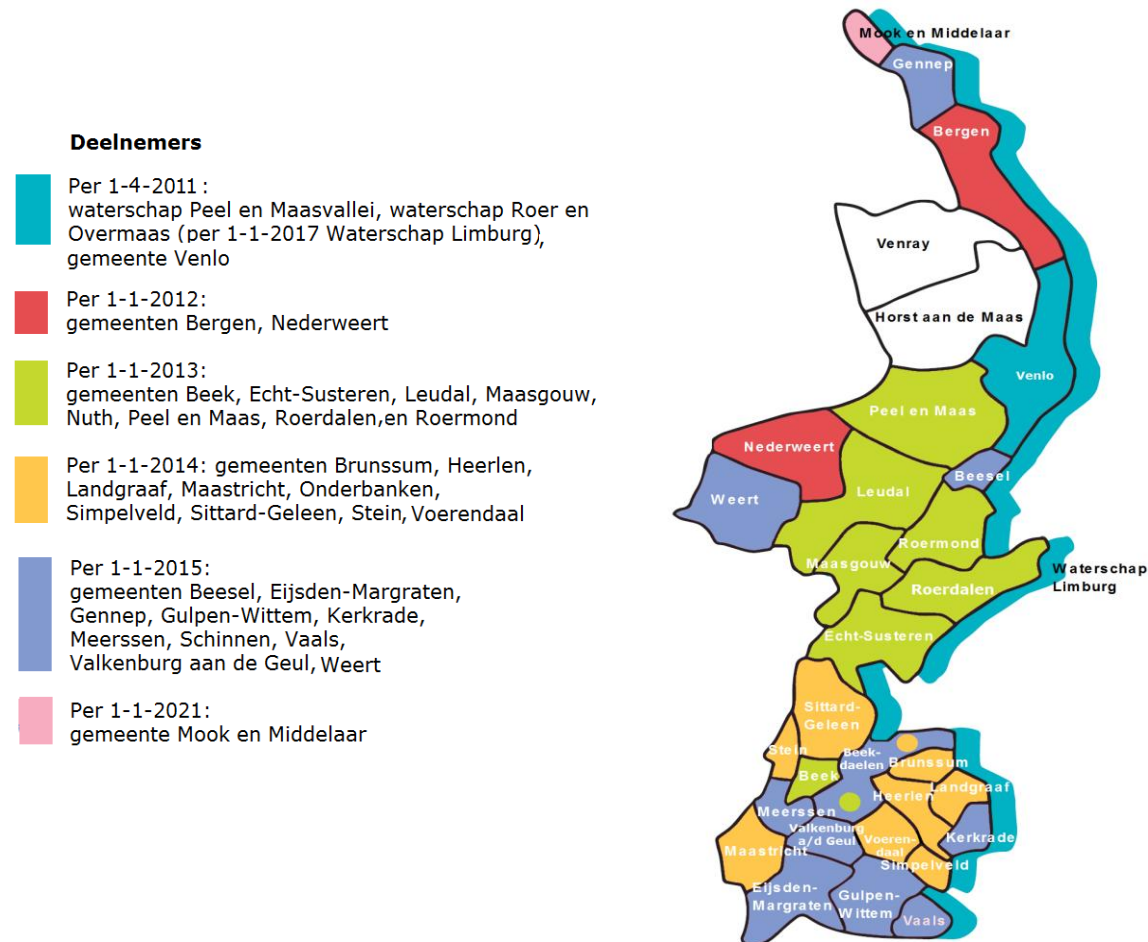 Deelnemers
Per 1-4-2011:
waterschap Peel en Maasvallei, waterschap Roer en
Overmaas (per 1-1-2017 Waterschap Limburg),
gemeente Venlo
Per 1-1-2012:
gemeenten Bergen, Nederweert
Per 1-1-2013:
gemeenten Beek, Echt-Susteren, Leudal, Maasgouw,
Nuth, Peel en Maas, Roerdalen,en Roermond
Per 1-1-2014: gemeenten Brunssum, Heerlen,
Landgraaf, Maastricht, Onderbanken,
Simpelveld, Sittard-Geleen, Stein, Voerendaal
Per 1-1-2015:
gemeenten Beesel, Eijsden-Margraten,
Gennep, Gulpen-Wittem, Kerkrade,
Meerssen, Schinnen, Vaals,
Valkenburg aan de Geul, Weert
Per 1-1-2021:
gemeente Mook en Middelaar
Mook en Middelaar
Gennep
Bergen
Venray
Horst aan de Maas
Venlo
Peel en Maas
Nederweert
Beesel
Weert
Leudal
Roermond
Maasgouw
Waterschap
Limburg
Roerdalen
Echt-Susteren
Sittard-
Geleen
Stein
Beek-
daelen
Brunssum
Beek
Landgraaf
Heerlen
Meerssen
Valkenburg
a/d Geul
Voeren-
daal
Kerkrade
Maastricht
Simpelveld
Eijsden-
Margraten
Gulpen-
Wittem
Vaals